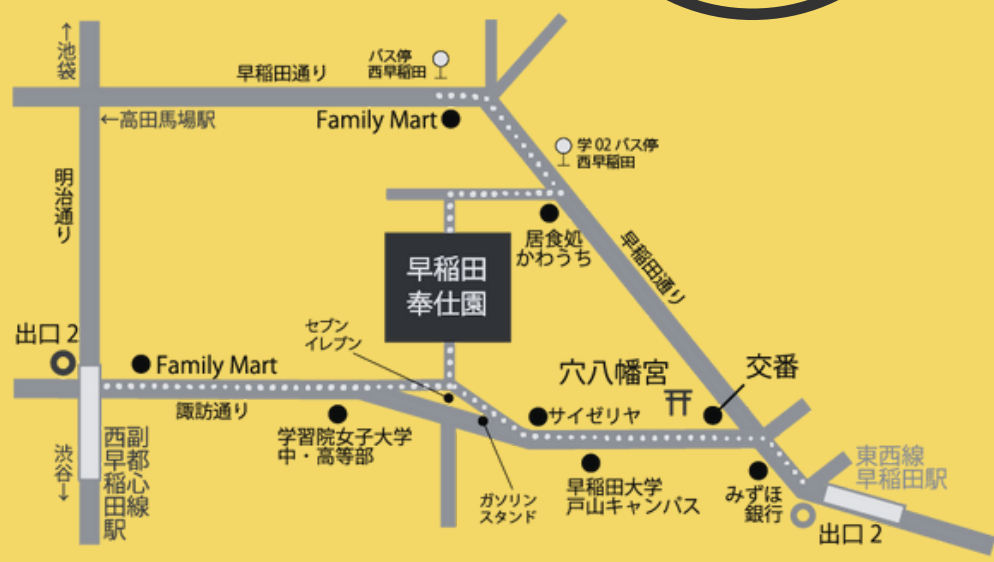 ←池袋
早稲田通り
バス停
西早稲田
←高田馬場駅
Family Mart
学02バス停
西早稲田
明治通り
居食処
かわうち
早稲田通り
早稲田
奉仕園
セブン
イレブン
出口2
Family Mart
穴八幡宮
交番
諏訪通り
サイゼリヤ
学習院女子大学
中・高等部
渋谷→
副都心線
西早稲田駅
ガソリン
スタンド
早稲田大学
戸山キャンパス
みずほ
銀行
東西線
早稲田駅
出口2